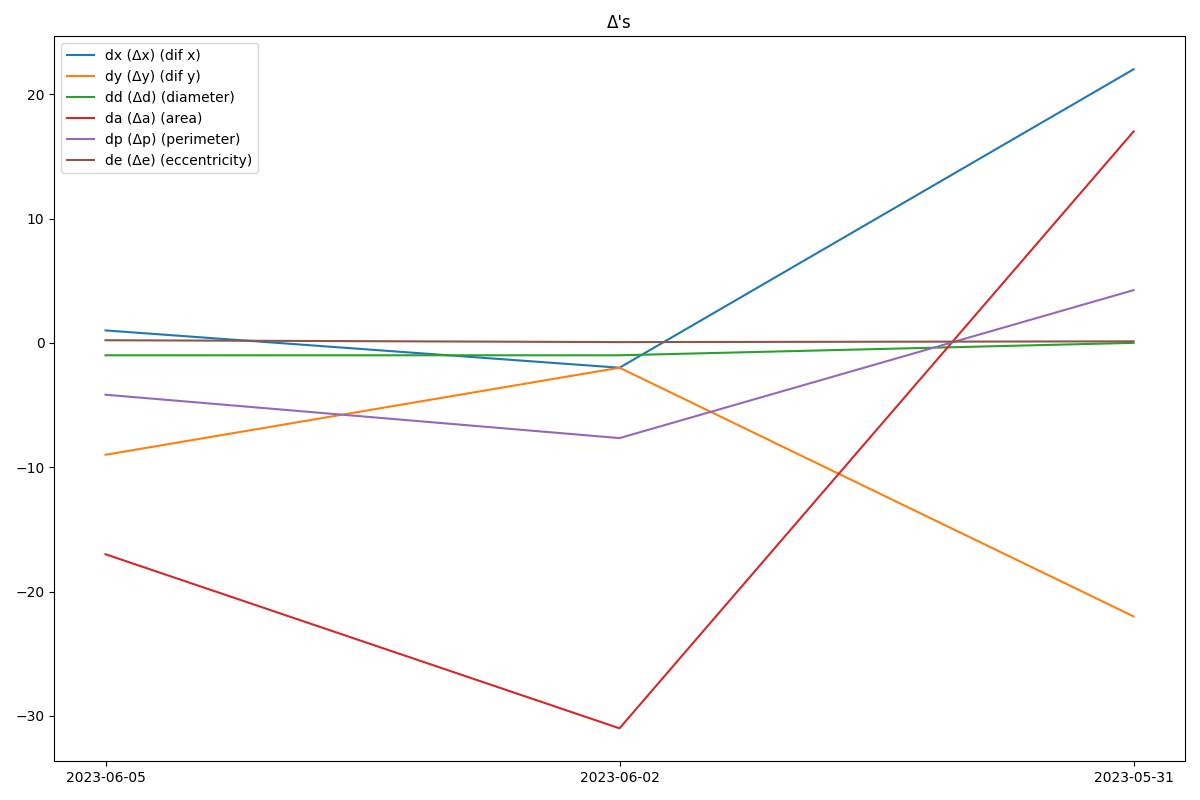 Δ's
dx (Δx) (dif x)
dy (Δy) (dif y)
dd (Δd) (diameter)
da (Δa) (area)
dp (Δp) (perimeter)
de (Δe) (eccentricity)
20
10
0
−10
−20
−30
2023-06-05 2023-06-02 2023-05-31